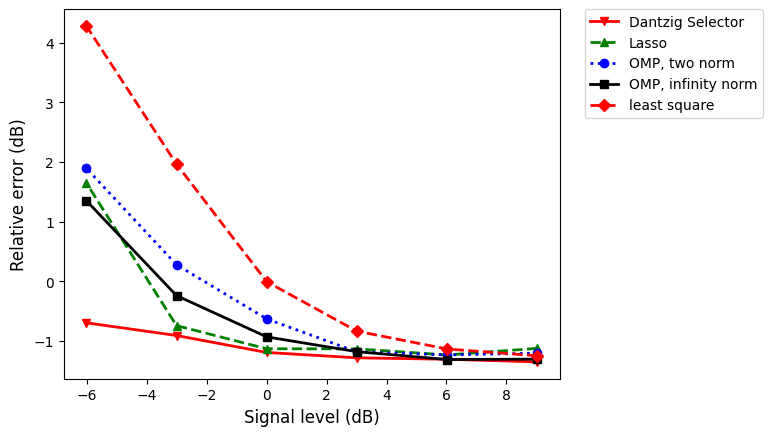 Dantzig Selector
Lasso
OMP, two norm
OMP, infinity norm
least square
Relative error (dB)
4
3
2
1
0
−1
−6
−4
−2
0
2
4
6
8
Signal level (dB)